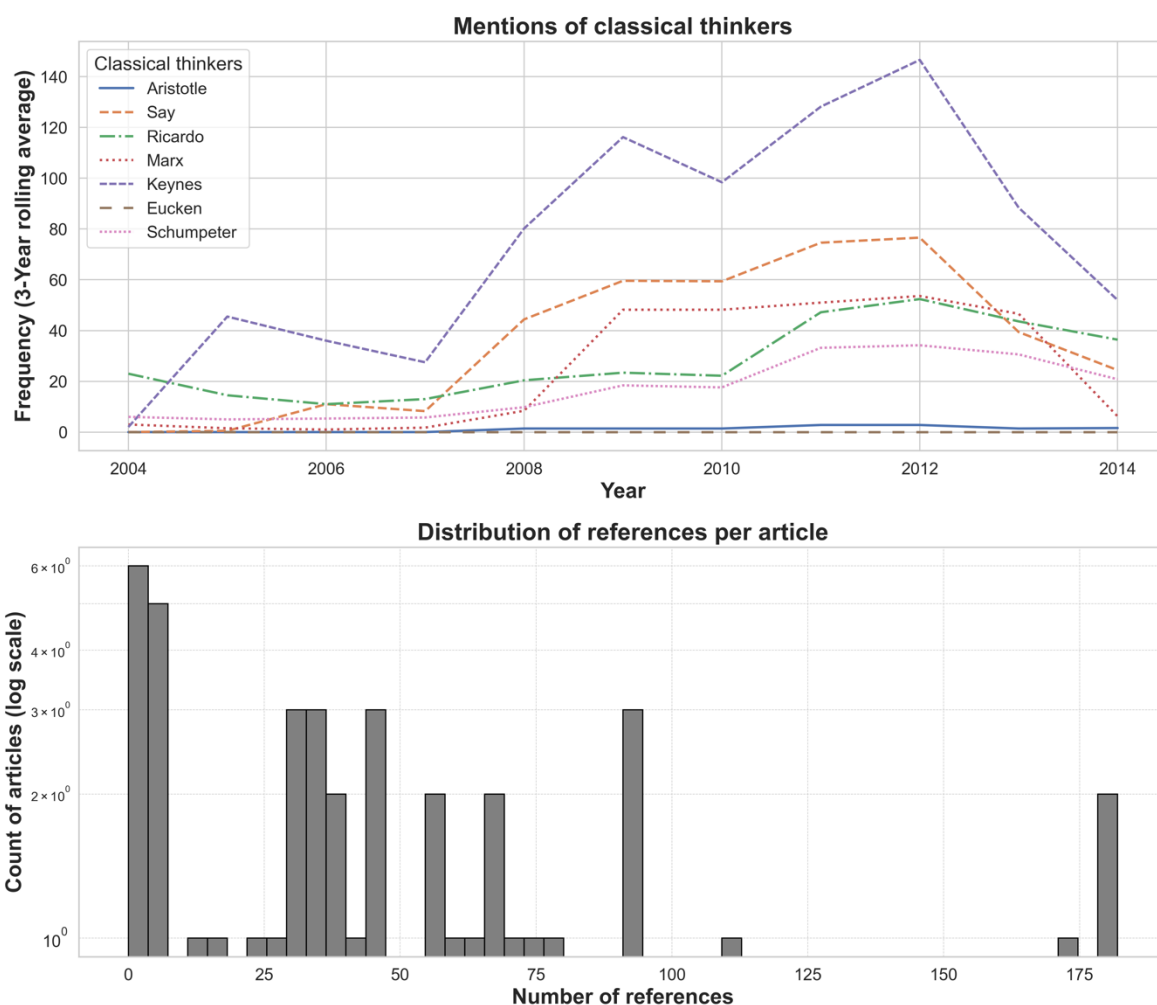 Mentions of classical thinkers
Frequency (3-Year rolling average)
140
120
100
80
60
40
20
0
Classical thinkers
Aristotle
Say
Ricardo
Marx
Keynes
Eucken
Schumpeter
2004 2006 2008 2010 2012 2014
Year
Distribution of references per article
Count of articles (log scale)
6 × 10⁰
4 × 10⁰
3 × 10⁰
2 × 10⁰
10⁰
0 25 50 75 100 125 150 175
Number of references